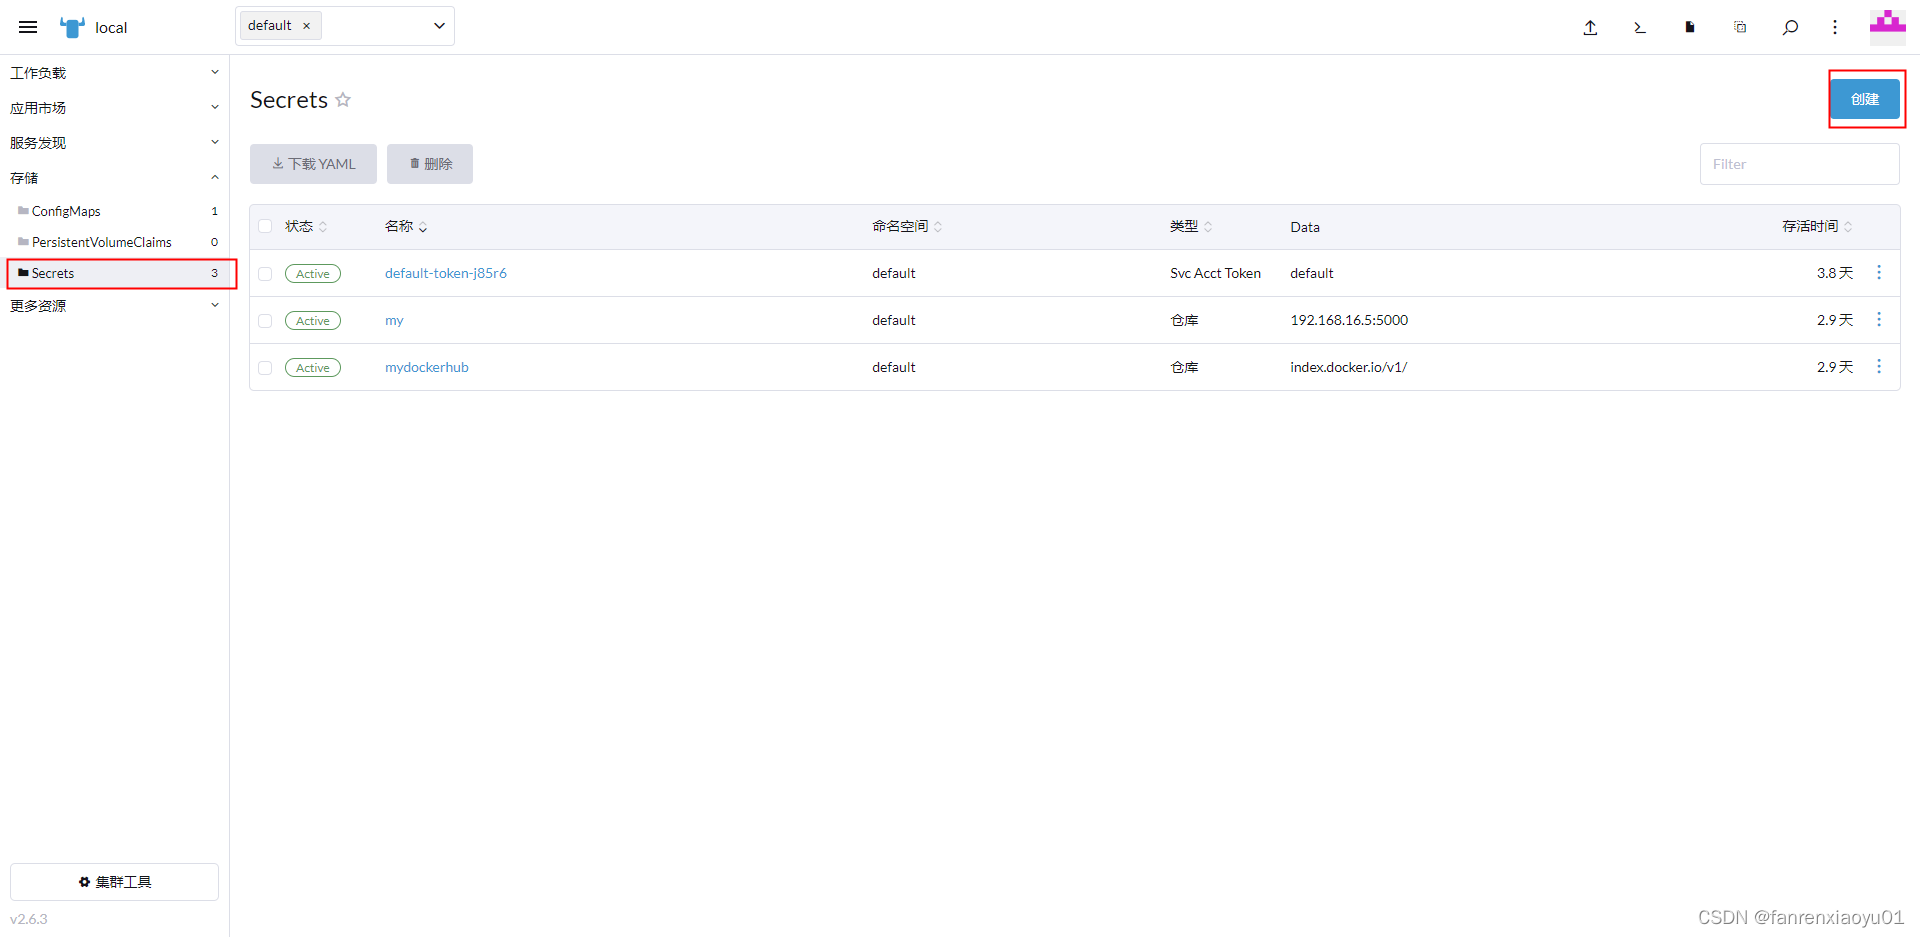 local
default ×
工作负载
应用市场
服务发现
存储
ConfigMaps 1
PersistentVolumeClaims 0
Secrets 3
更多资源
集群工具
v2.6.3
Secrets
创建
下载 YAML
删除
Filter
状态 名称 命名空间 类型 Data 存活时间
Active default-token-j85r6 default Svc Acct Token default 3.8 天
Active my default 仓库 192.168.16.5:5000 2.9 天
Active mydockerhub default 仓库 index.docker.io/v1/ 2.9 天
CSDN @fanrenxiaoyu01